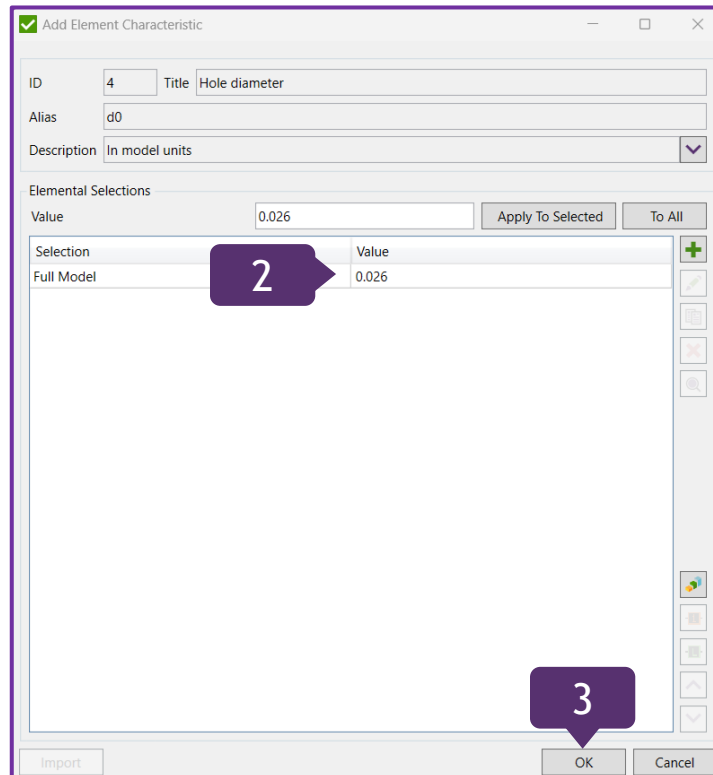 Add Element Characteristic
ID 4 Title Hole diameter
Alias d0
Description In model units
Elemental Selections
Value 0.026 Apply To Selected To All
Selection Value
Full Model 2 0.026
3
Import OK Cancel